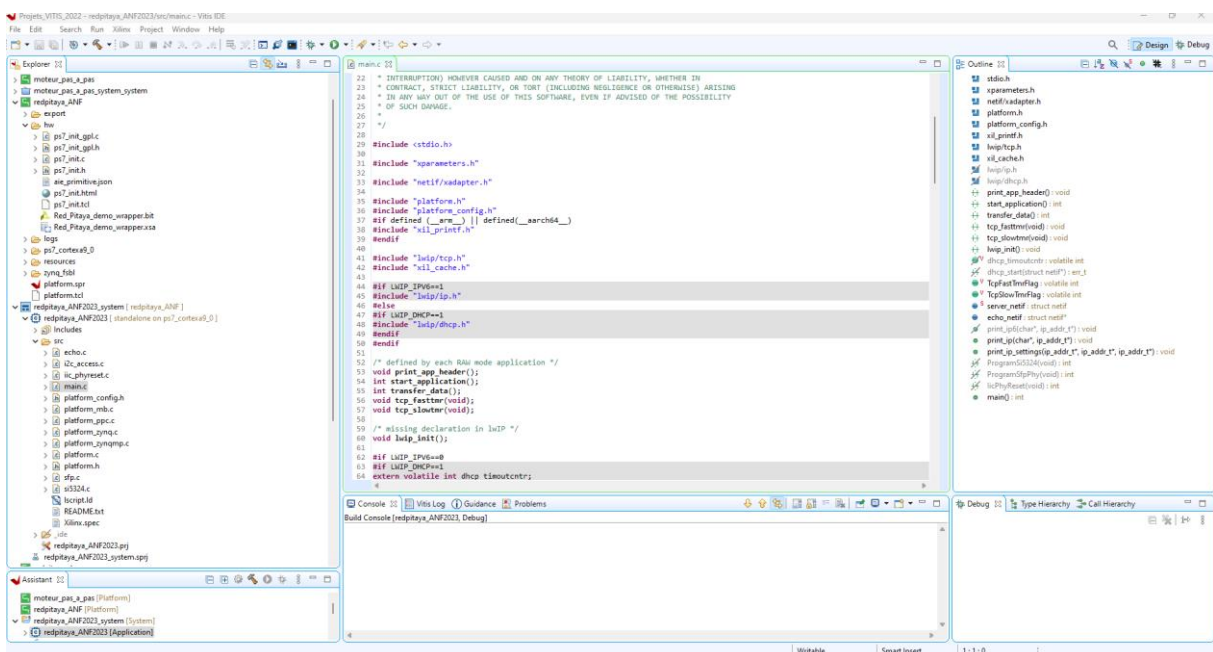 Projets_VITIS_2022 - redpitaya_ANF2023/src/main.c - Vitis IDE
File Edit Search Run Xilinx Project Window Help
Design Debug
Explorer
moteur_pas_a_pas
moteur_pas_a_pas_system_system
redpitaya_ANF
export
hw
ps7_init_gpl.c
ps7_init_gpl.h
ps7_init.c
ps7_init.h
aie_primitive.json
ps7_init.html
ps7_init.tcl
Red_Pitaya_demo_wrapper.bit
Red_Pitaya_demo_wrapper.xsa
logs
ps7_cortexa9_0
resources
zynq_fsbl
platform.spr
platform.tcl
redpitaya_ANF2023_system [ redpitaya_ANF ]
redpitaya_ANF2023 [ standalone on ps7_cortexa9_0 ]
Includes
src
echo.c
i2c_access.c
iic_phyreset.c
main.c
platform_config.h
platform_mb.c
platform_ppc.c
platform_zynq.c
platform_zynqmp.c
platform.c
platform.h
sfp.c
si5324.c
lscript.ld
README.txt
Xilinx.spec
_ide
redpitaya_ANF2023.prj
redpitaya_ANF2023_system.sprj
Assistant
moteur_pas_a_pas [Platform]
redpitaya_ANF [Platform]
redpitaya_ANF2023_system [System]
redpitaya_ANF2023 [Application]
main.c
22 * INTERRUPTION) HOWEVER CAUSED AND ON ANY THEORY OF LIABILITY, WHETHER IN
23 * CONTRACT, STRICT LIABILITY, OR TORT (INCLUDING NEGLIGENCE OR OTHERWISE) ARISING
24 * IN ANY WAY OUT OF THE USE OF THIS SOFTWARE, EVEN IF ADVISED OF THE POSSIBILITY
25 * OF SUCH DAMAGE.
26 *
27 */
28
29 #include <stdio.h>
30
31 #include "xparameters.h"
32
33 #include "netif/xadapter.h"
34
35 #include "platform.h"
36 #include "platform_config.h"
37 #if defined (__arm__) || defined(__aarch64__)
38 #include "xil_printf.h"
39 #endif
40
41 #include "lwip/tcp.h"
42 #include "xil_cache.h"
43
44 #if LWIP_IPV6==1
45 #include "lwip/ip.h"
46 #else
47 #if LWIP_DHCP==1
48 #include "lwip/dhcp.h"
49 #endif
50 #endif
51
52 /* defined by each RAW mode application */
53 void print_app_header();
54 int start_application();
55 int transfer_data();
56 void tcp_fasttmr(void);
57 void tcp_slowtmr(void);
58
59 /* missing declaration in lwIP */
60 void lwip_init();
61
62 #if LWIP_IPV6==0
63 #if LWIP_DHCP==1
64 extern volatile int dhcp_timoutcntr;
Console Vitis Log Guidance Problems
Build Console [redpitaya_ANF2023, Debug]
Outline
stdio.h
xparameters.h
netif/xadapter.h
platform.h
platform_config.h
xil_printf.h
lwip/tcp.h
xil_cache.h
lwip/ip.h
lwip/dhcp.h
print_app_header() : void
start_application() : int
transfer_data() : int
tcp_fasttmr(void) : void
tcp_slowtmr(void) : void
lwip_init() : void
dhcp_timoutcntr : volatile int
dhcp_start(struct netif*) : err_t
TcpFastTmrFlag : volatile int
TcpSlowTmrFlag : volatile int
server_netif : struct netif
echo_netif : struct netif*
print_ip6(char*, ip_addr_t*) : void
print_ip(char*, ip_addr_t*) : void
print_ip_settings(ip_addr_t*, ip_addr_t*, ip_addr_t*) : void
ProgramSi5324(void) : int
ProgramSfpPhy(void) : int
IicPhyReset(void) : int
main() : int
Debug Type Hierarchy Call Hierarchy
Writable Smart Insert 1 : 1 : 0